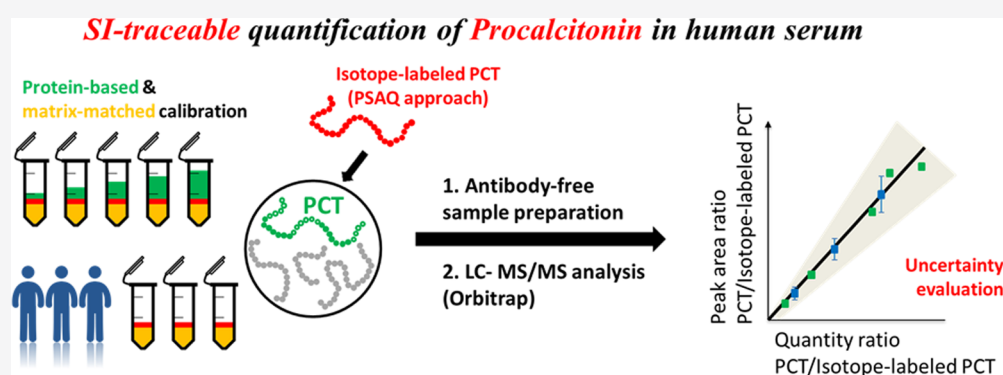 SI-traceable quantification of Procalcitonin in human serum
Protein-based &
matrix-matched calibration
Isotope-labeled PCT
(PSAQ approach)
PCT
1. Antibody-free
sample preparation
2. LC- MS/MS analysis
(Orbitrap)
Peak area ratio
PCT/Isotope-labeled PCT
Uncertainty
evaluation
Quantity ratio
PCT/Isotope-labeled PCT